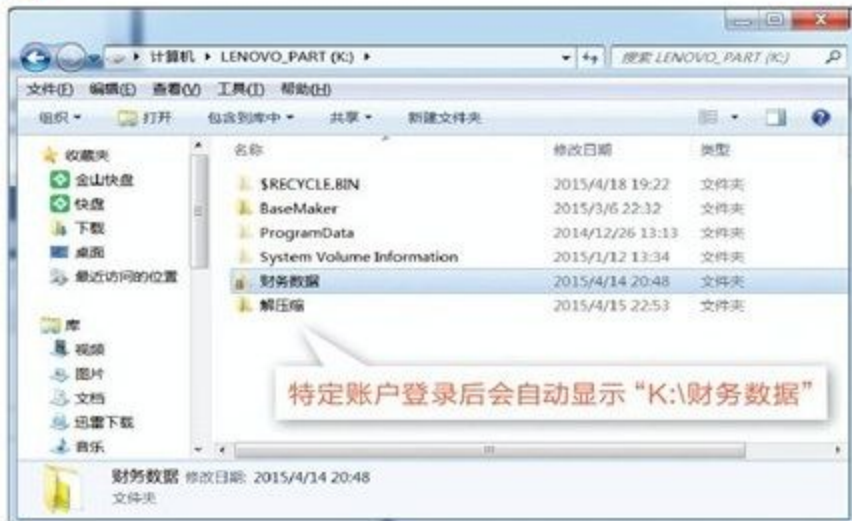 计算机 ▸ LENOVO_PART (K:) ▸ 搜索 LENOVO_PART (K:)
文件(F) 编辑(E) 查看(V) 工具(T) 帮助(H)
组织 打开 包含到库中 共享 新建文件夹
收藏夹
金山快盘
快盘
下载
桌面
最近访问的位置
库
视频
图片
文档
迅雷下载
音乐
名称 修改日期 类型
$RECYCLE.BIN 2015/4/18 19:22 文件夹
BaseMaker 2015/3/6 22:32 文件夹
ProgramData 2014/12/26 13:13 文件夹
System Volume Information 2015/1/12 13:34 文件夹
财务数据 2015/4/14 20:48 文件夹
解压缩 2015/4/15 22:53 文件夹
特定账户登录后会自动显示“K:\财务数据”
财务数据 修改日期: 2015/4/14 20:48
文件夹